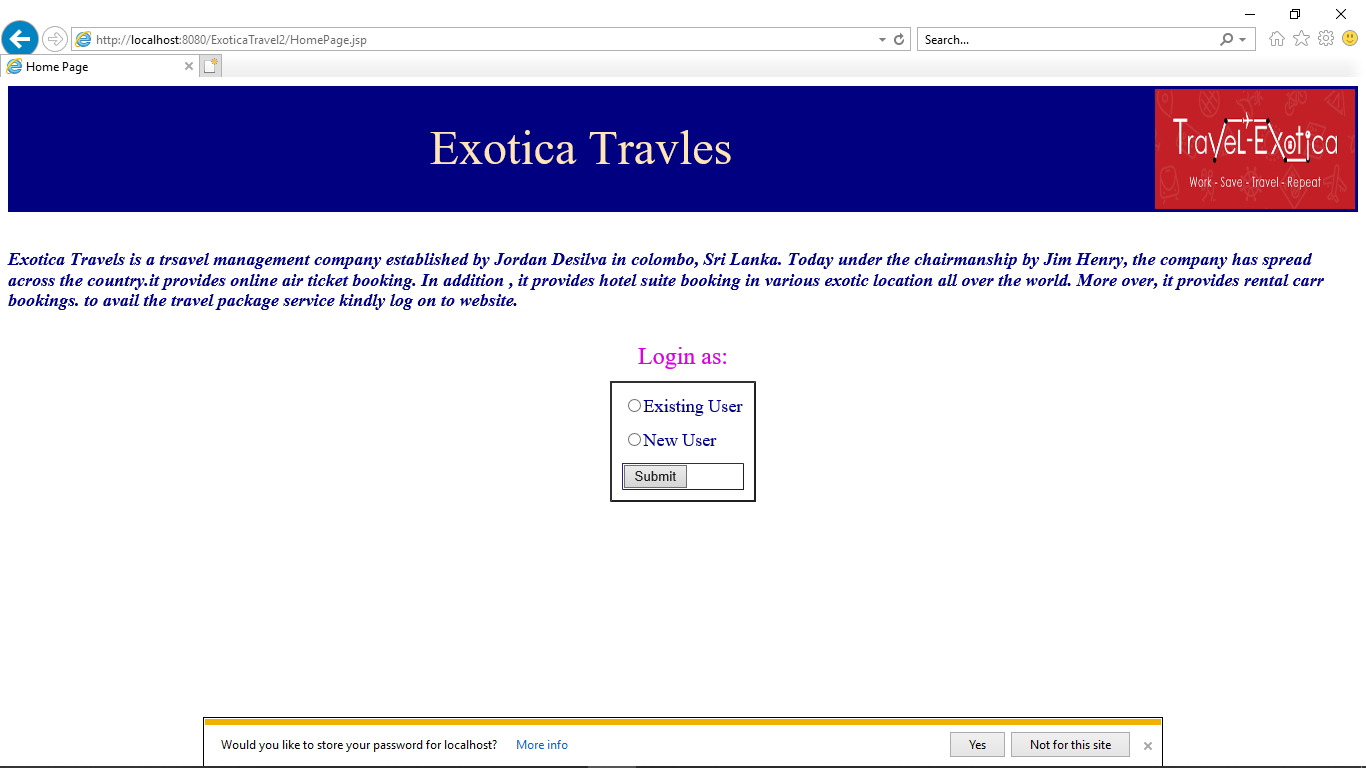 http://localhost:8080/ExoticaTravel2/HomePage.jsp
Search...
Home Page
Exotica Travles
Travel-Exotica
Work - Save - Travel - Repeat
Exotica Travels is a trsavel management company established by Jordan Desilva in colombo, Sri Lanka. Today under the chairmanship by Jim Henry, the company has spread
across the country.it provides online air ticket booking. In addition , it provides hotel suite booking in various exotic location all over the world. More over, it provides rental carr
bookings. to avail the travel package service kindly log on to website.
Login as:
Existing User
New User
Submit
Would you like to store your password for localhost? More info Yes Not for this site